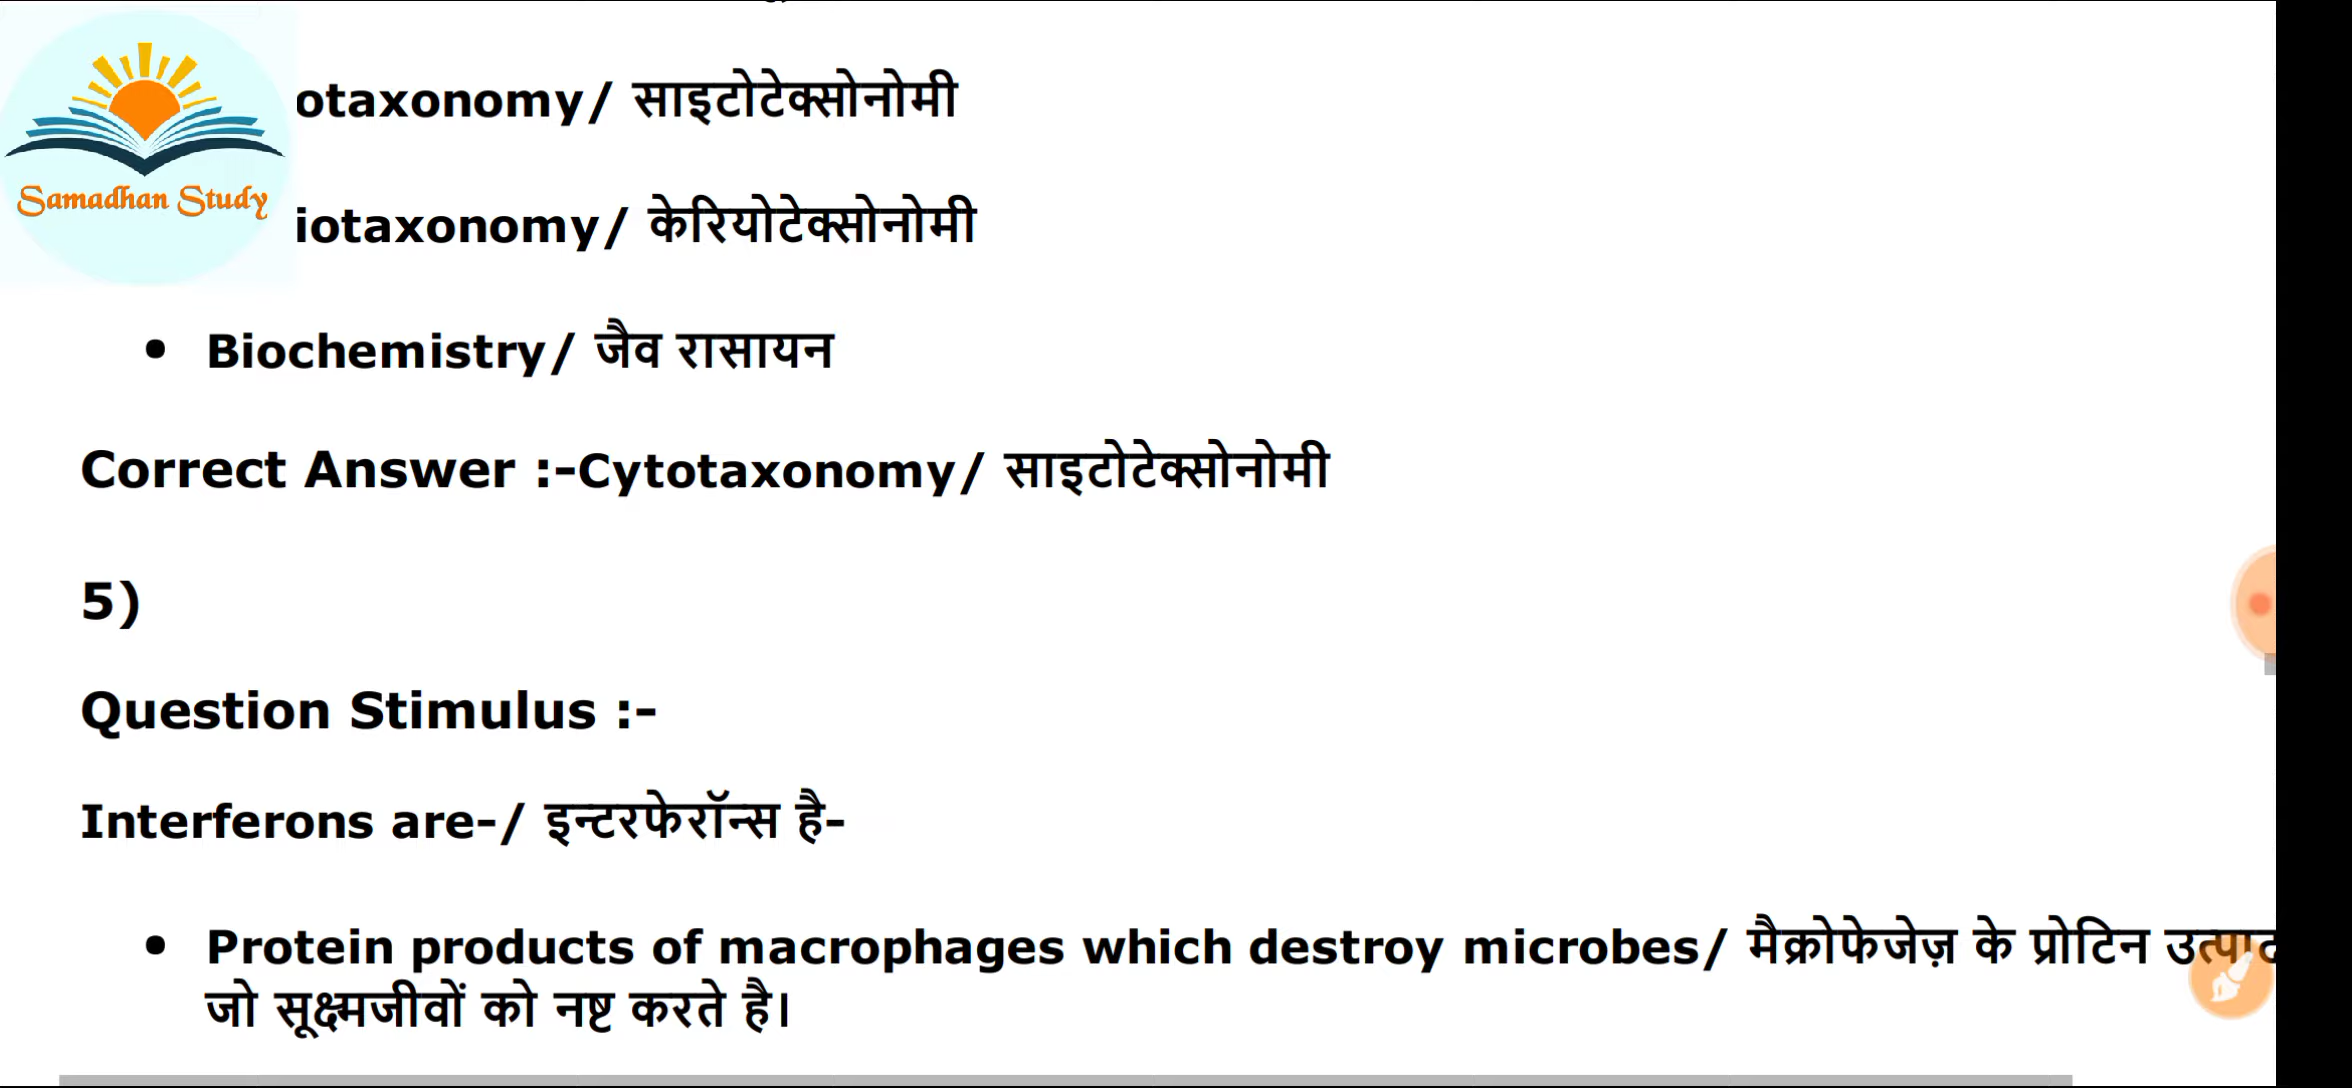 otaxonomy/ साइटोटेक्सोनोमी
Samadhan Study
iotaxonomy/ केरियोटेक्सोनोमी
• Biochemistry/ जैव रासायन
Correct Answer :-Cytotaxonomy/ साइटोटेक्सोनोमी
5)
Question Stimulus :-
Interferons are-/ इन्टरफेरॉन्स है-
• Protein products of macrophages which destroy microbes/ मैक्रोफेजेज़ के प्रोटिन
जो सूक्ष्मजीवों को नष्ट करते है।